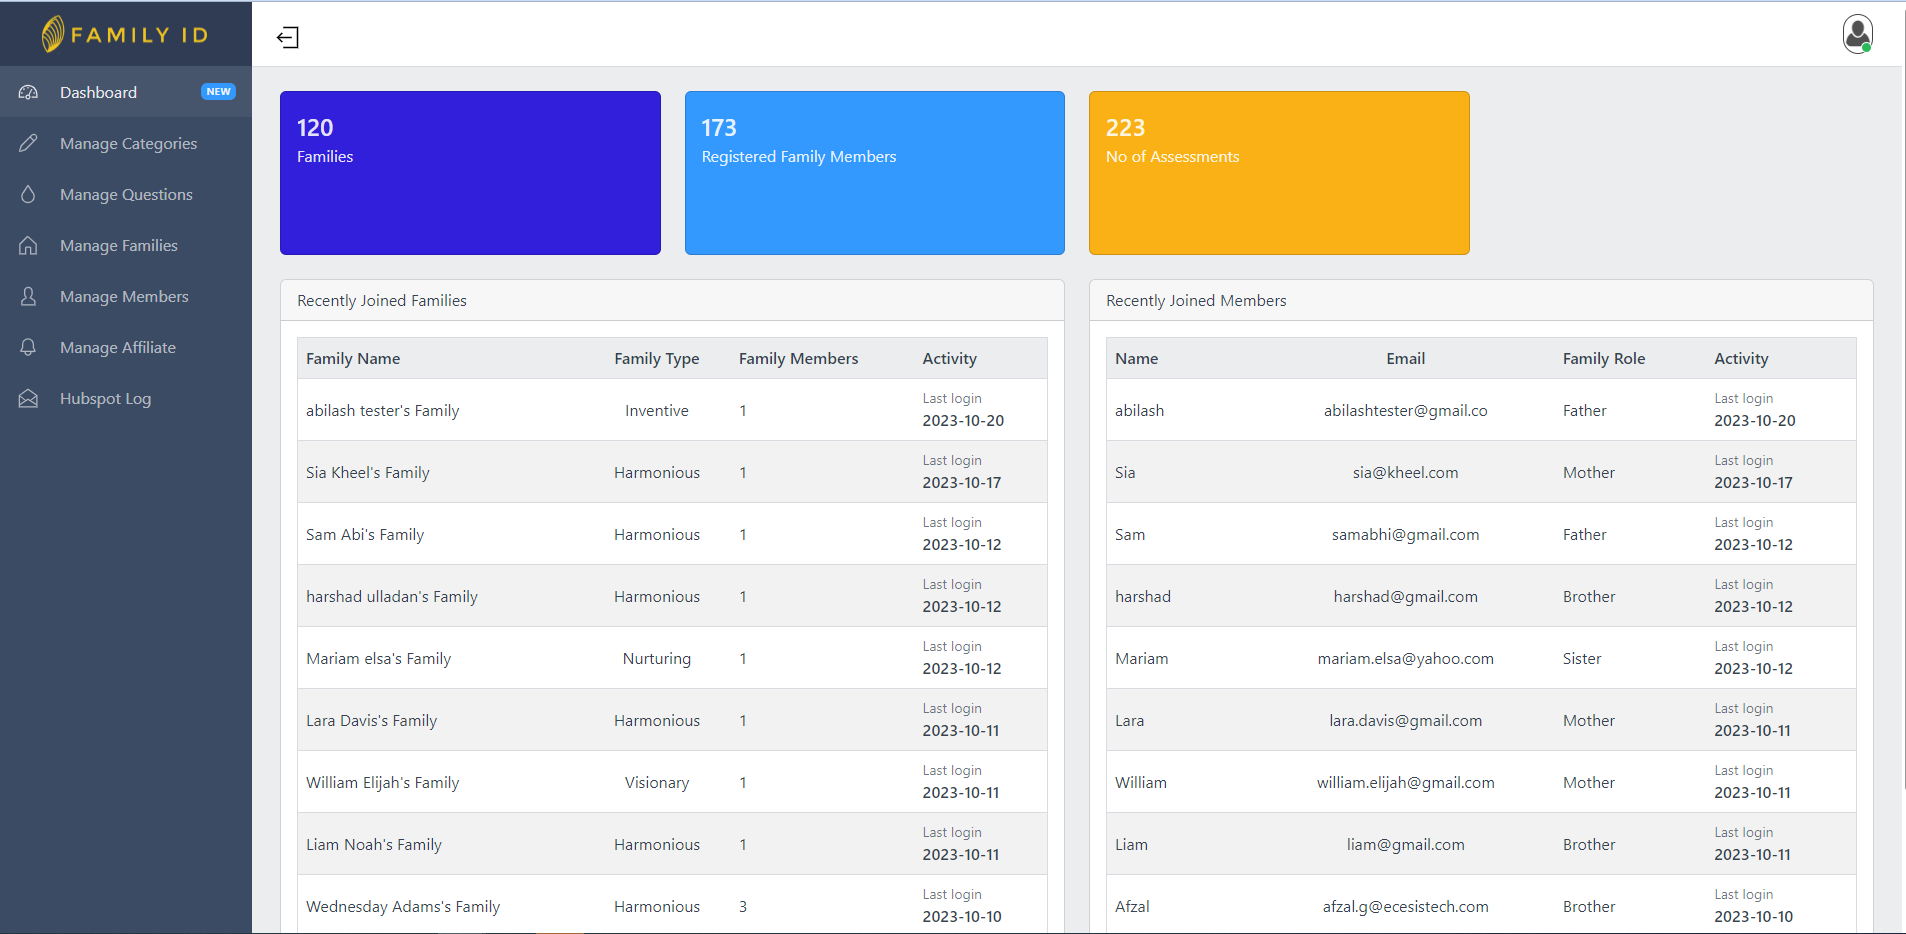 FAMILY ID
Dashboard NEW
Manage Categories
Manage Questions
Manage Families
Manage Members
Manage Affiliate
Hubspot Log
120
Families
173
Registered Family Members
223
No of Assessments
Recently Joined Families
Family Name Family Type Family Members Activity
abilash tester's Family Inventive 1 Last login
2023-10-20
Sia Kheel's Family Harmonious 1 Last login
2023-10-17
Sam Abi's Family Harmonious 1 Last login
2023-10-12
harshad ulladan's Family Harmonious 1 Last login
2023-10-12
Mariam elsa's Family Nurturing 1 Last login
2023-10-12
Lara Davis's Family Harmonious 1 Last login
2023-10-11
William Elijah's Family Visionary 1 Last login
2023-10-11
Liam Noah's Family Harmonious 1 Last login
2023-10-11
Wednesday Adams's Family Harmonious 3 Last login
2023-10-10
Recently Joined Members
Name Email Family Role Activity
abilash abilashtester@gmail.co Father Last login
2023-10-20
Sia sia@kheel.com Mother Last login
2023-10-17
Sam samabhi@gmail.com Father Last login
2023-10-12
harshad harshad@gmail.com Brother Last login
2023-10-12
Mariam mariam.elsa@yahoo.com Sister Last login
2023-10-12
Lara lara.davis@gmail.com Mother Last login
2023-10-11
William william.elijah@gmail.com Mother Last login
2023-10-11
Liam liam@gmail.com Brother Last login
2023-10-11
Afzal afzal.g@ecesistech.com Brother Last login
2023-10-10